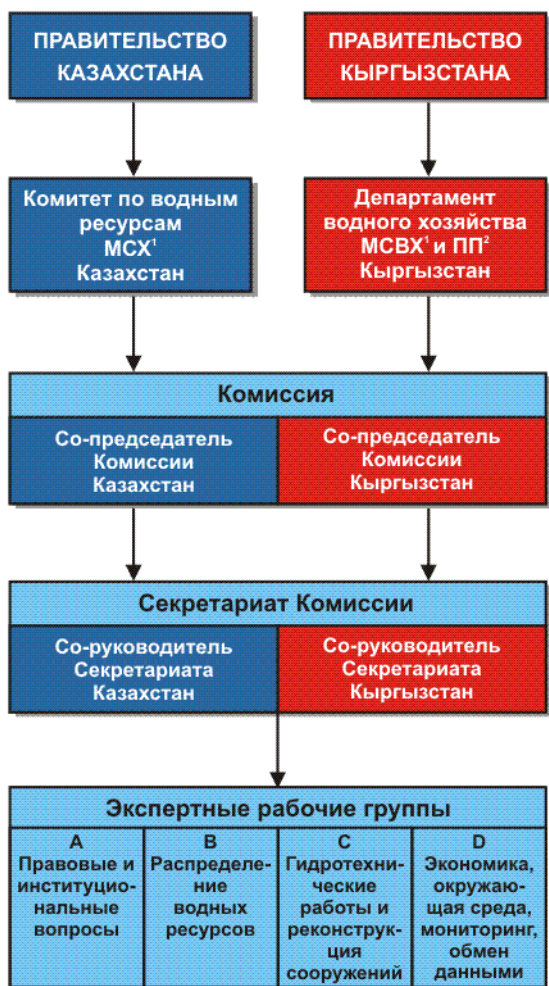 ПРАВИТЕЛЬСТВО
КАЗАХСТАНА
ПРАВИТЕЛЬСТВО
КЫРГЫЗСТАНА
Комитет по водным
ресурсам
МСХ¹
Казахстан
Департамент
водного хозяйства
МСВХ¹ и ПП²
Кыргызстан
Комиссия
Со-председатель
Комиссии
Казахстан
Со-председатель
Комиссии
Кыргызстан
Секретариат Комиссии
Со-руководитель
Секретариата
Казахстан
Со-руководитель
Секретариата
Кыргызстан
Экспертные рабочие группы
A
Правовые и
институцио-
нальные
вопросы
B
Распределе-
ние
водных
ресурсов
C
Гидротехни-
ческие
работы и
реконструк-
ция
сооружений
D
Экономика,
окружаю-
щая среда,
мониторинг,
обмен
данными